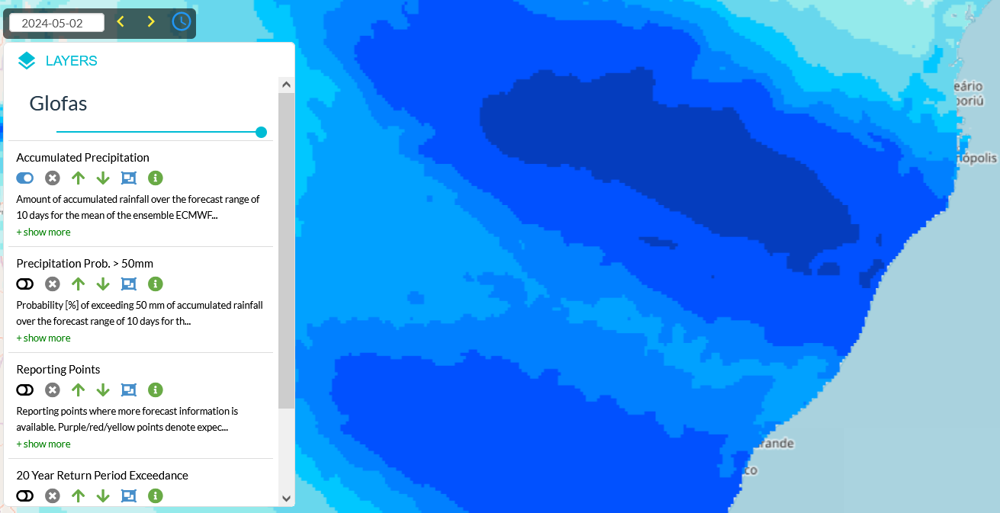 2024-05-02
LAYERS
Glofas
Accumulated Precipitation
Amount of accumulated rainfall over the forecast range of
10 days for the mean of the ensemble ECMWF...
+ show more
Precipitation Prob. > 50mm
Probability [%] of exceeding 50 mm of accumulated rainfall
over the forecast range of 10 days for th...
+ show more
Reporting Points
Reporting points where more forecast information is
available. Purple/red/yellow points denote expec...
+ show more
20 Year Return Period Exceedance
eário
oriú
ópolis
rande
co